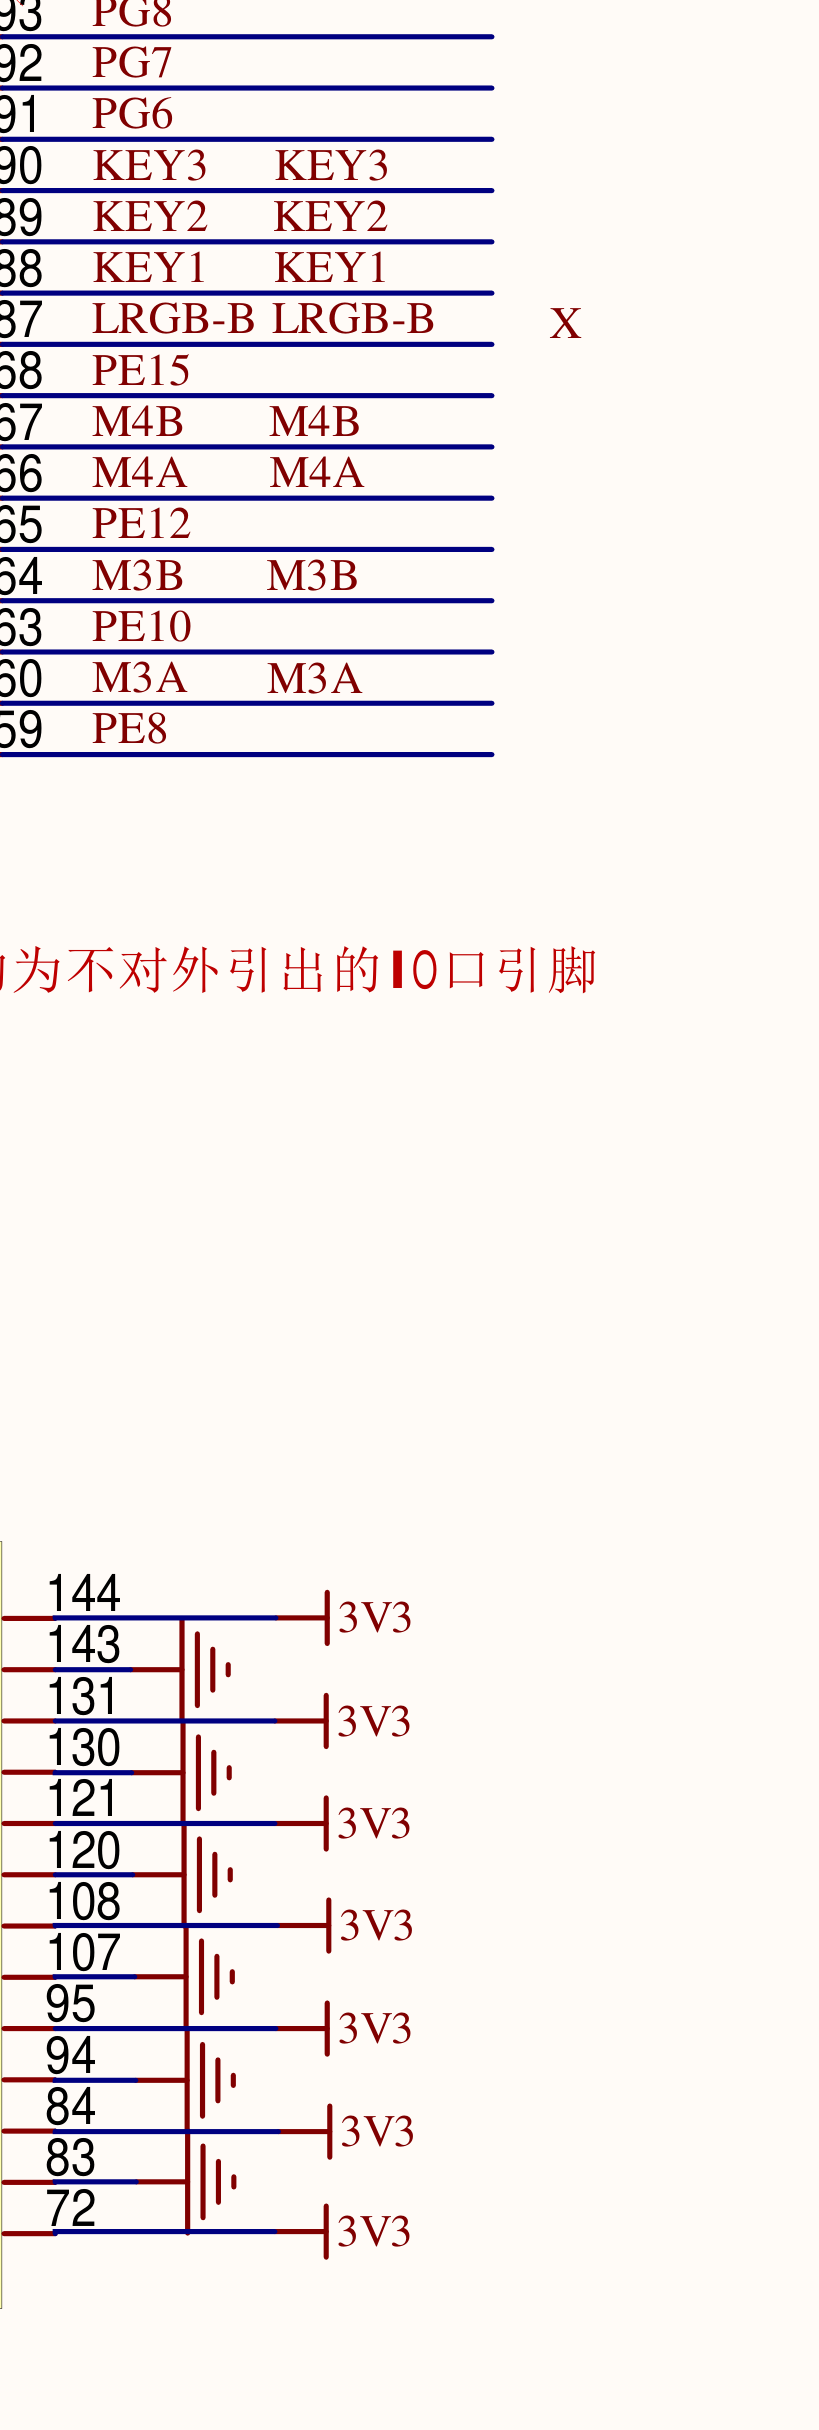 93 PG8
92 PG7
91 PG6
90 KEY3 KEY3
89 KEY2 KEY2
88 KEY1 KEY1
87 LRGB-B LRGB-B X
68 PE15
67 M4B M4B
66 M4A M4A
65 PE12
64 M3B M3B
63 PE10
60 M3A M3A
59 PE8
为不对外引出的IO口引脚
144 3V3
143
131 3V3
130
121 3V3
120
108 3V3
107
95 3V3
94
84 3V3
83
72 3V3